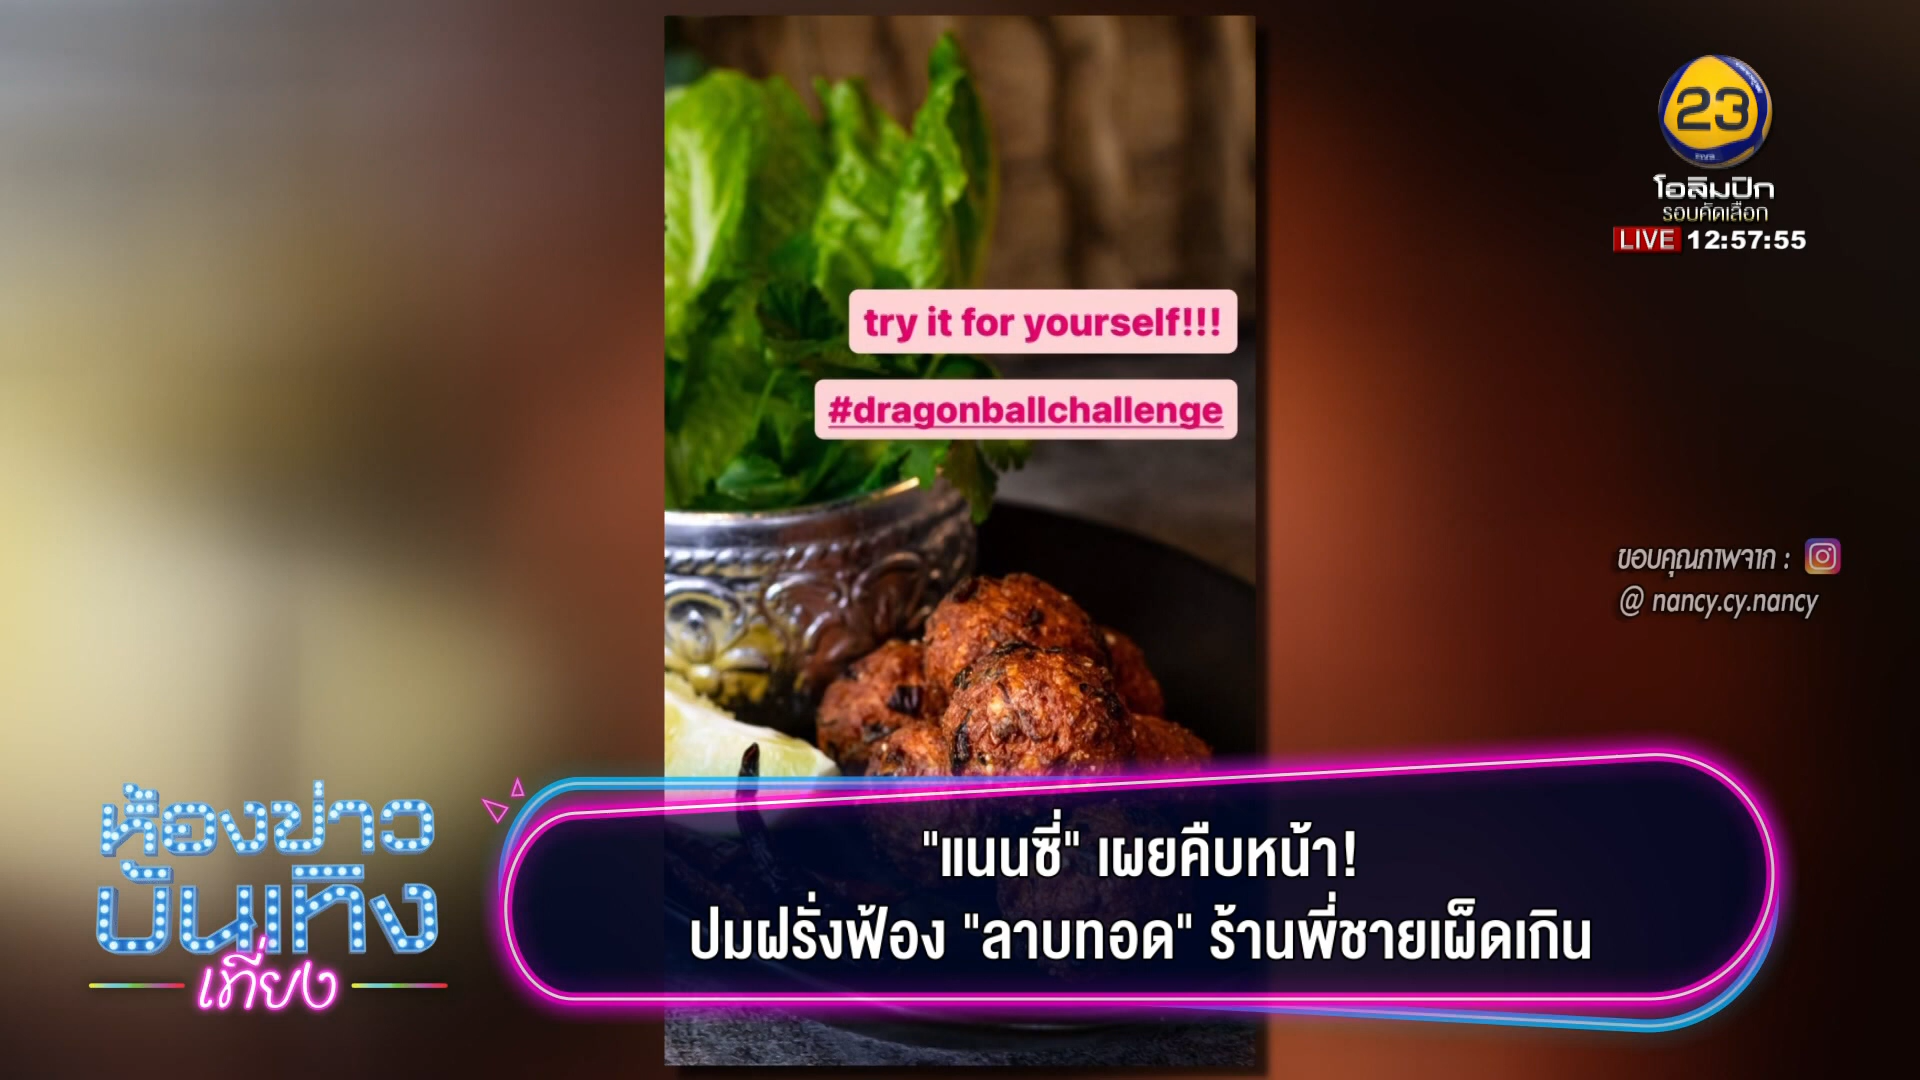 23
โอลิมปิก
รอบคัดเลือก
LIVE 12:57:55
try it for yourself!!!
#dragonballchallenge
ขอบคุณภาพจาก :
@ nancy.cy.nancy
ห้องข่าว
บันเทิง
เที่ยง
"แนนซี่" เผยคืบหน้า!
ปมฝรั่งฟ้อง "ลาบทอด" ร้านพี่ชายเผ็ดเกิน